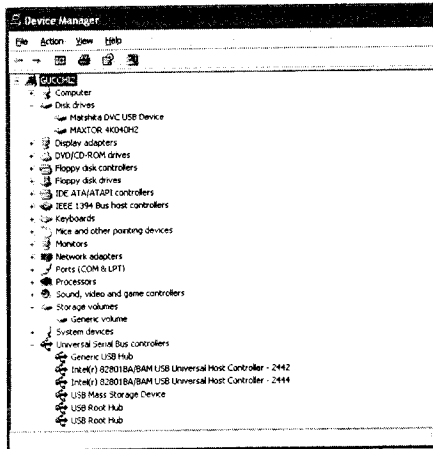 Device Manager
File Action View Help
GUCCHI2
Computer
Disk drives
Matshita DVC USB Device
MAXTOR 4K040H2
Display adapters
DVD/CD-ROM drives
Floppy disk controllers
Floppy disk drives
IDE ATA/ATAPI controllers
IEEE 1394 Bus host controllers
Keyboards
Mice and other pointing devices
Monitors
Network adapters
Ports (COM & LPT)
Processors
Sound, video and game controllers
Storage volumes
Generic volume
System devices
Universal Serial Bus controllers
Generic USB Hub
Intel(r) 82801BA/BAM USB Universal Host Controller - 2442
Intel(r) 82801BA/BAM USB Universal Host Controller - 2444
USB Mass Storage Device
USB Root Hub
USB Root Hub